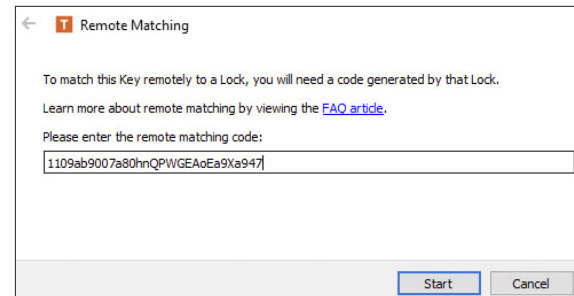 T Remote Matching
To match this Key remotely to a Lock, you will need a code generated by that Lock.
Learn more about remote matching by viewing the FAQ article.
Please enter the remote matching code:
1109ab9007a80hnQPWGEAoEa9Xa947
Start Cancel